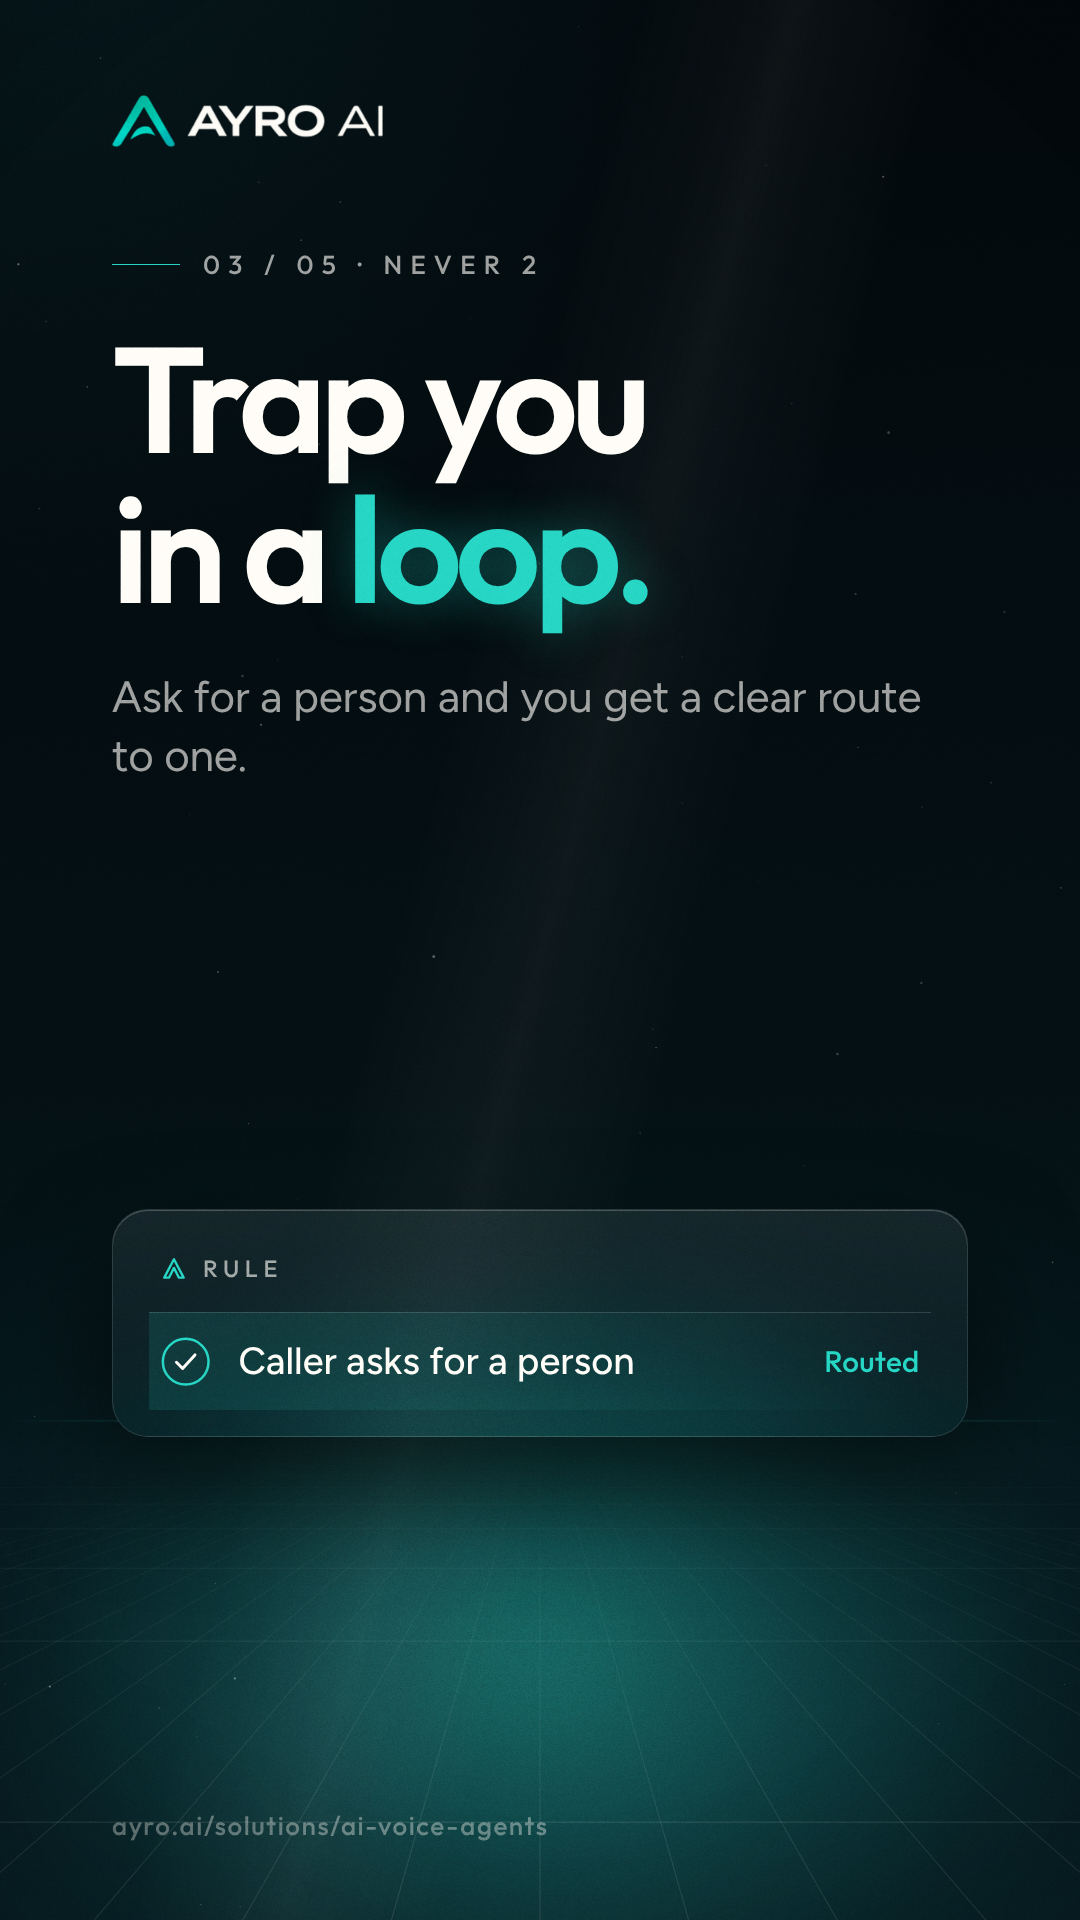 AYRO AI
03 / 05 · NEVER 2
Trap you
in a loop.
Ask for a person and you get a clear route
to one.
RULE
Caller asks for a person
Routed
ayro.ai/solutions/ai-voice-agents